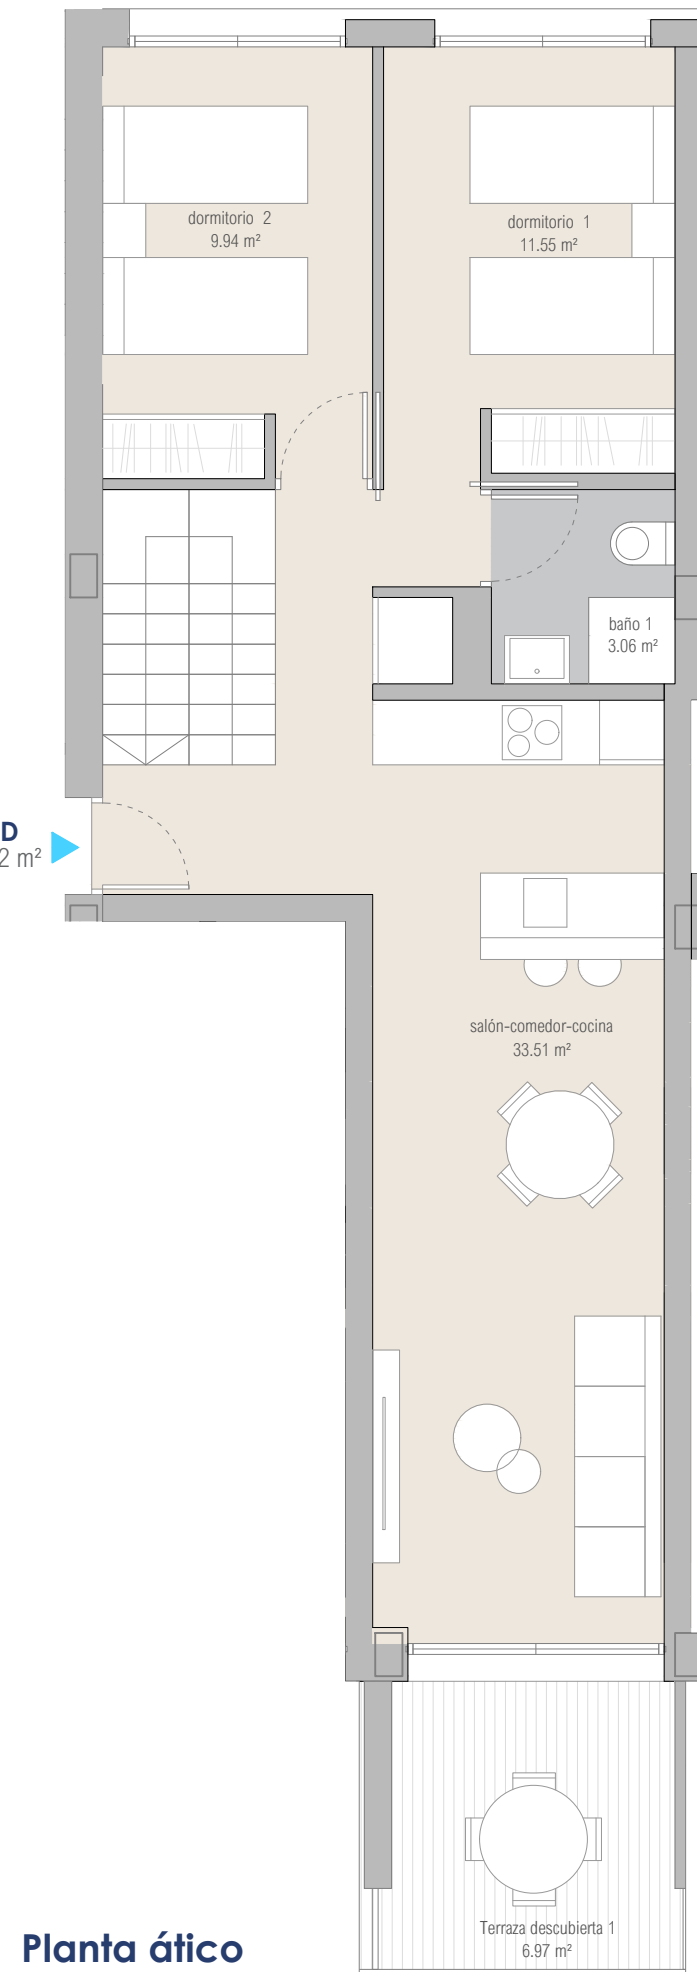 dormitorio 2
9.94 m²
dormitorio 1
11.55 m²
baño 1
3.06 m²
D
2 m²
salón-comedor-cocina
33.51 m²
Terraza descubierta 1
6.97 m²
Planta ático